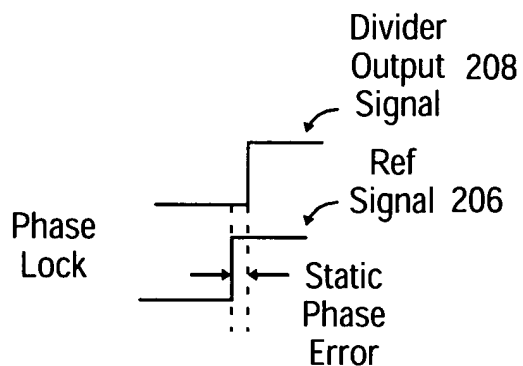 Divider
Output 208
Signal
Ref
Signal 206
Phase
Lock
Static
Phase
Error